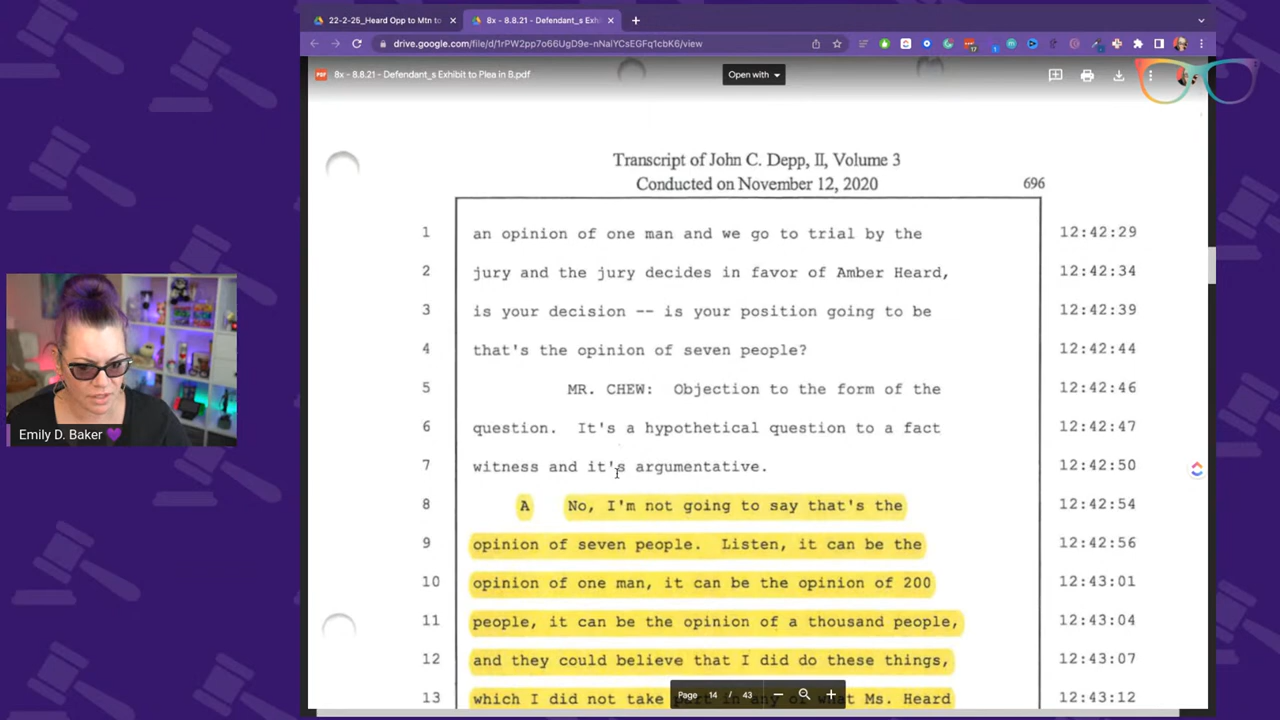 22-2-25_Heard Opp to Mtn to
8x - 8.8.21 - Defendant_s Exhi
drive.google.com/file/d/1rPW2pp7o66UgD9e-nNaiYCsEGFq1cbK6/view
8x - 8.8.21 - Defendant_s Exhibit to Plea in B.pdf
Open with
Transcript of John C. Depp, II, Volume 3
Conducted on November 12, 2020 696
1 an opinion of one man and we go to trial by the 12:42:29
2 jury and the jury decides in favor of Amber Heard, 12:42:34
3 is your decision -- is your position going to be 12:42:39
4 that's the opinion of seven people? 12:42:44
5 MR. CHEW: Objection to the form of the 12:42:46
6 question. It's a hypothetical question to a fact 12:42:47
7 witness and it's argumentative. 12:42:50
8 A No, I'm not going to say that's the 12:42:54
9 opinion of seven people. Listen, it can be the 12:42:56
10 opinion of one man, it can be the opinion of 200 12:43:01
11 people, it can be the opinion of a thousand people, 12:43:04
12 and they could believe that I did do these things, 12:43:07
13 which I did not take part in any or what Ms. Heard 12:43:12
Page 14 / 43
Emily D. Baker 💜